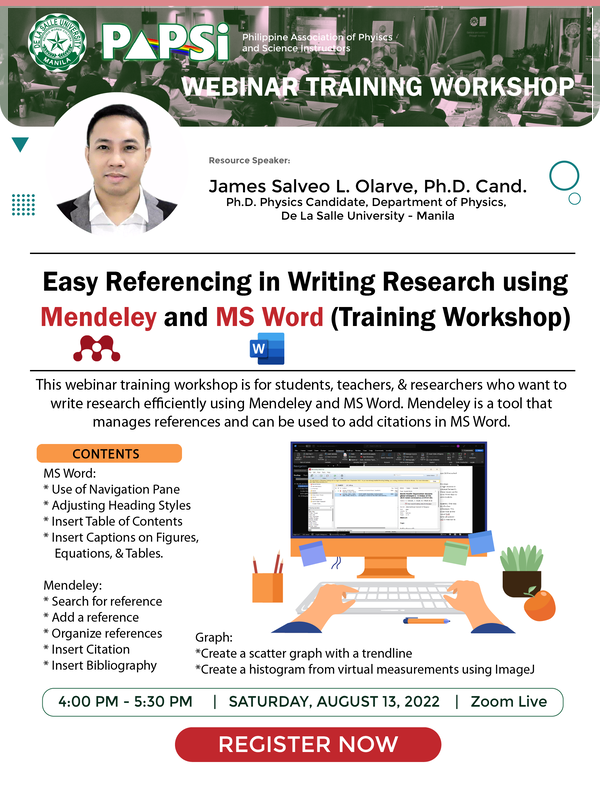 DE LA SALLE UNIVERSITY
MANILA
PAPSi
Philippine Association of Phyiscs
and Science Instructors
WEBINAR TRAINING WORKSHOP
Resource Speaker:
James Salveo L. Olarve, Ph.D. Cand.
Ph.D. Physics Candidate, Department of Physics,
De La Salle University - Manila
Easy Referencing in Writing Research using
Mendeley and MS Word (Training Workshop)
W
This webinar training workshop is for students, teachers, & researchers who want to
write research efficiently using Mendeley and MS Word. Mendeley is a tool that
manages references and can be used to add citations in MS Word.
CONTENTS
MS Word:
* Use of Navigation Pane
* Adjusting Heading Styles
* Insert Table of Contents
* Insert Captions on Figures,
Equations, & Tables.
Mendeley:
* Search for reference
* Add a reference
* Organize references
* Insert Citation
* Insert Bibliography
Graph:
*Create a scatter graph with a trendline
*Create a histogram from virtual measurements using ImageJ
4:00 PM - 5:30 PM | SATURDAY, AUGUST 13, 2022 | Zoom Live
REGISTER NOW